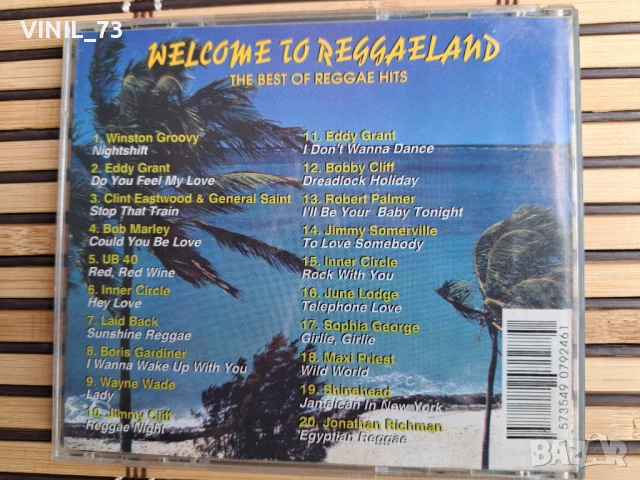 VINIL_73
WELCOME TO REGGAELAND
THE BEST OF REGGAE HITS
1. Winston Groovy
Nightshift
2. Eddy Grant
Do You Feel My Love
3. Clint Eastwood & General Saint
Stop That Train
4. Bob Marley
Could You Be Love
5. UB 40
Red, Red Wine
6. Inner Circle
Hey Love
7. Laid Back
Sunshine Reggae
8. Boris Gardiner
I Wanna Wake Up With You
9. Wayne Wade
Lady
10. Jimmy Cliff
Reggae Night
11. Eddy Grant
I Don't Wanna Dance
12. Bobby Cliff
Dreadlock Holiday
13. Robert Palmer
I'll Be Your Baby Tonight
14. Jimmy Somerville
To Love Somebody
15. Inner Circle
Rock With You
16. June Lodge
Telephone Love
17. Sophia George
Girlie, Girlie
18. Maxi Priest
Wild World
19. Shinehead
Jamaican In New York
20. Jonathan Richman
Egyptian Reggae
5 573549 0792461
BAZAR